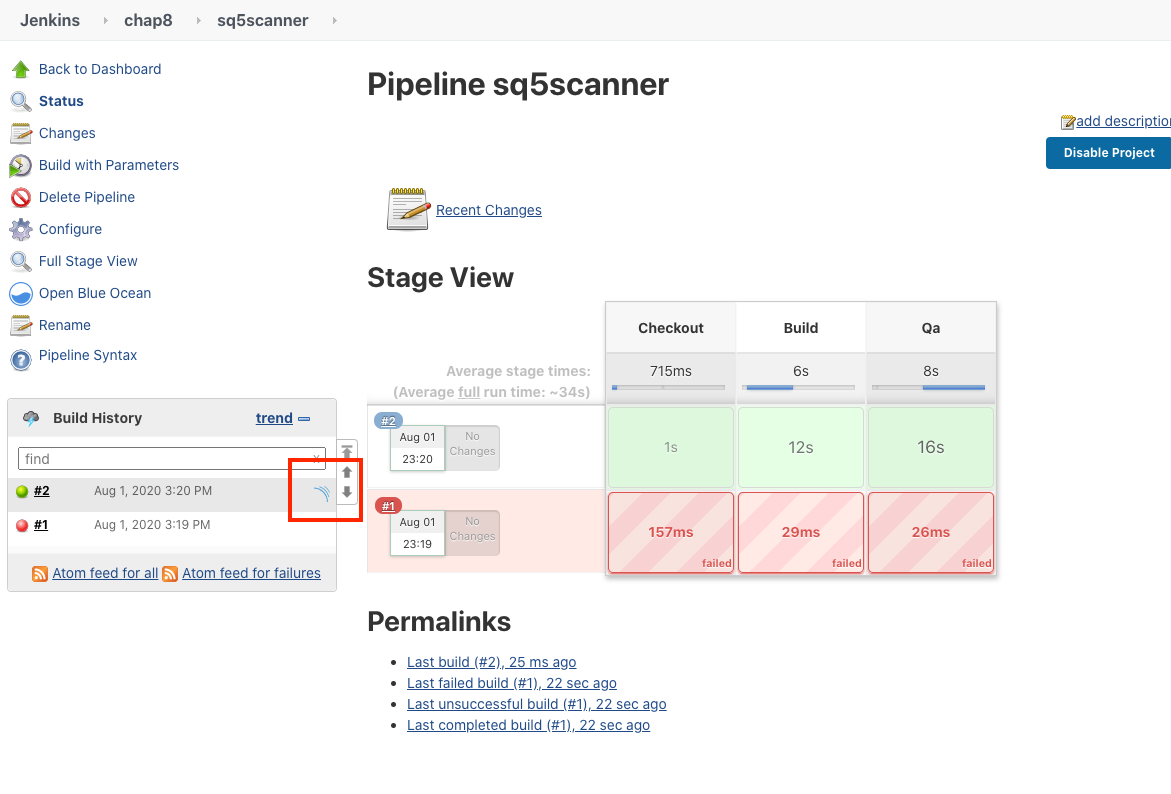 Jenkins chap8 sq5scanner
Back to Dashboard
Status
Changes
Build with Parameters
Delete Pipeline
Configure
Full Stage View
Open Blue Ocean
Rename
Pipeline Syntax
Build History trend
find x
#2 Aug 1, 2020 3:20 PM
#1 Aug 1, 2020 3:19 PM
Atom feed for all Atom feed for failures
Pipeline sq5scanner
add description
Disable Project
Recent Changes
Stage View
Checkout Build Qa
Average stage times: 715ms 6s 8s
(Average full run time: ~34s)
#2
Aug 01 No
23:20 Changes
1s 12s 16s
#1
Aug 01 No
23:19 Changes
157ms 29ms 26ms
failed failed failed
Permalinks
Last build (#2), 25 ms ago
Last failed build (#1), 22 sec ago
Last unsuccessful build (#1), 22 sec ago
Last completed build (#1), 22 sec ago